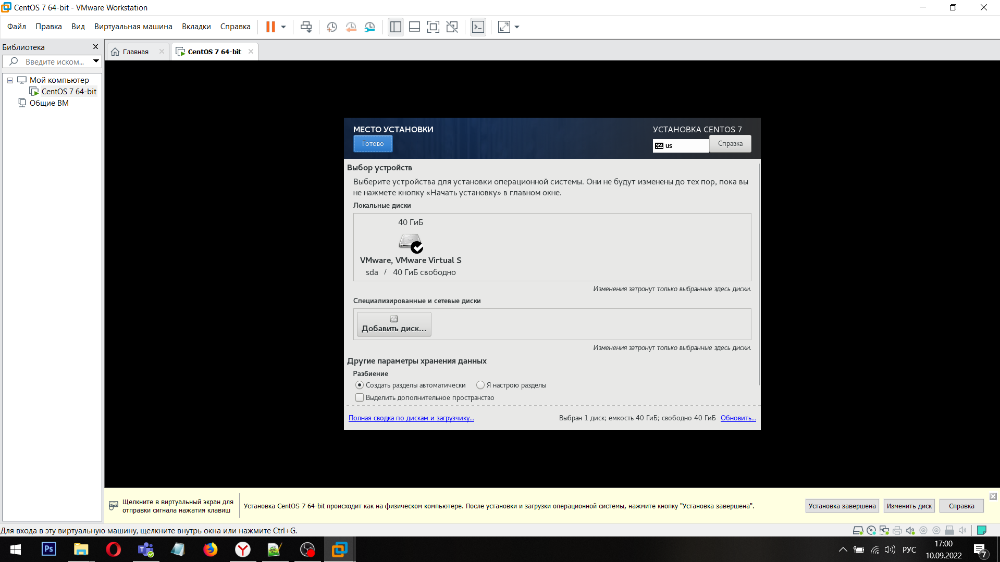 CentOS 7 64-bit - VMware Workstation
Файл Правка Вид Виртуальная машина Вкладки Справка
Библиотека
Введите иском...
Мой компьютер
CentOS 7 64-bit
Общие ВМ
Главная
CentOS 7 64-bit
МЕСТО УСТАНОВКИ
Готово
УСТАНОВКА CENTOS 7
us
Справка
Выбор устройств
Выберите устройства для установки операционной системы. Они не будут изменены до тех пор, пока вы
не нажмете кнопку «Начать установку» в главном окне.
Локальные диски
40 ГиБ
VMware, VMware Virtual S
sda / 40 ГиБ свободно
Изменения затронут только выбранные здесь диски.
Специализированные и сетевые диски
Добавить диск...
Изменения затронут только выбранные здесь диски.
Другие параметры хранения данных
Разбиение
Создать разделы автоматически Я настрою разделы
Выделить дополнительное пространство
Полная сводка по дискам и загрузчику...
Выбран 1 диск; емкость 40 ГиБ; свободно 40 ГиБ Обновить...
Щелкните в виртуальный экран для
отправки сигнала нажатия клавиш
Установка CentOS 7 64-bit происходит как на физическом компьютере. После установки и загрузки операционной системы, нажмите кнопку "Установка завершена".
Установка завершена Изменить диск Справка
Для входа в эту виртуальную машину, щелкните внутрь окна или нажмите Ctrl+G.
Ps
РУС
17:00
10.09.2022
7